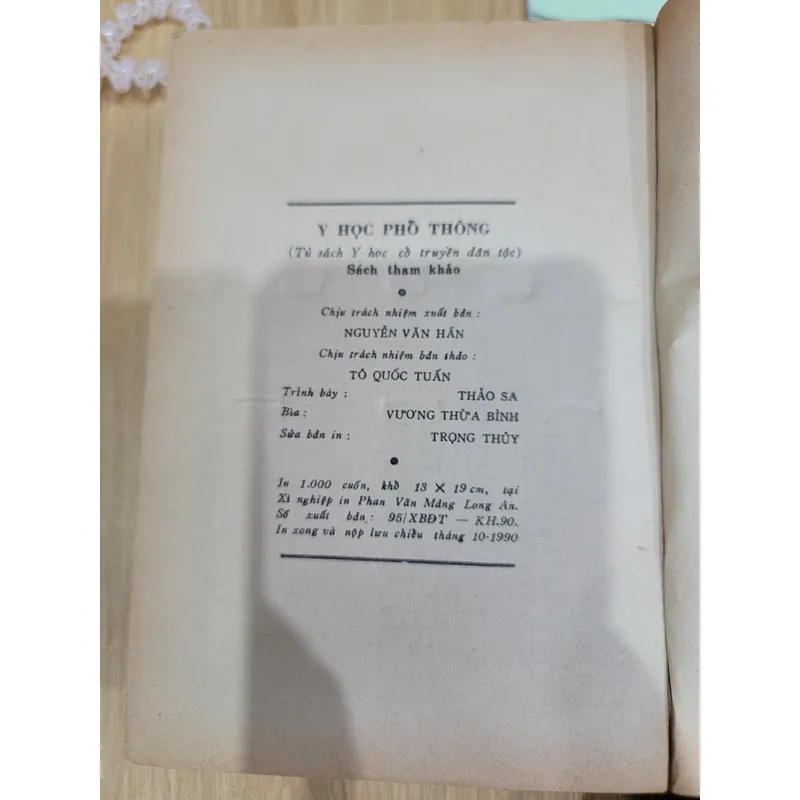 Y HỌC PHỔ THÔNG
(Tủ sách Y học cổ truyền dân tộc)
Sách tham khảo
Chịu trách nhiệm xuất bản :
NGUYỄN VĂN HẤN
Chịu trách nhiệm bản thảo :
TÔ QUỐC TUẤN
Trình bày : THẢO SA
Bìa : VƯƠNG THỪA BÌNH
Sửa bản in : TRỌNG THỦY
In 1.000 cuốn, khổ 13 × 19 cm, tại
Xí nghiệp in Phan Văn Mảng Long An.
Số xuất bản : 95/XBĐT — KH.90.
In xong và nộp lưu chiểu tháng 10-1990